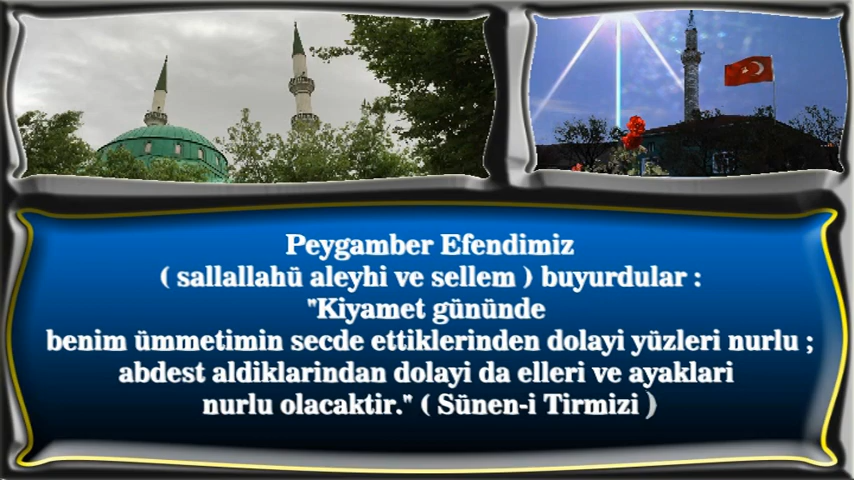 Peygamber Efendimiz
( sallallahü aleyhi ve sellem ) buyurdular :
"Kiyamet gününde
benim ümmetimin secde ettiklerinden dolayi yüzleri nurlu ;
abdest aldiklarindan dolayi da elleri ve ayaklari
nurlu olacaktir." ( Sünen-i Tirmizi )